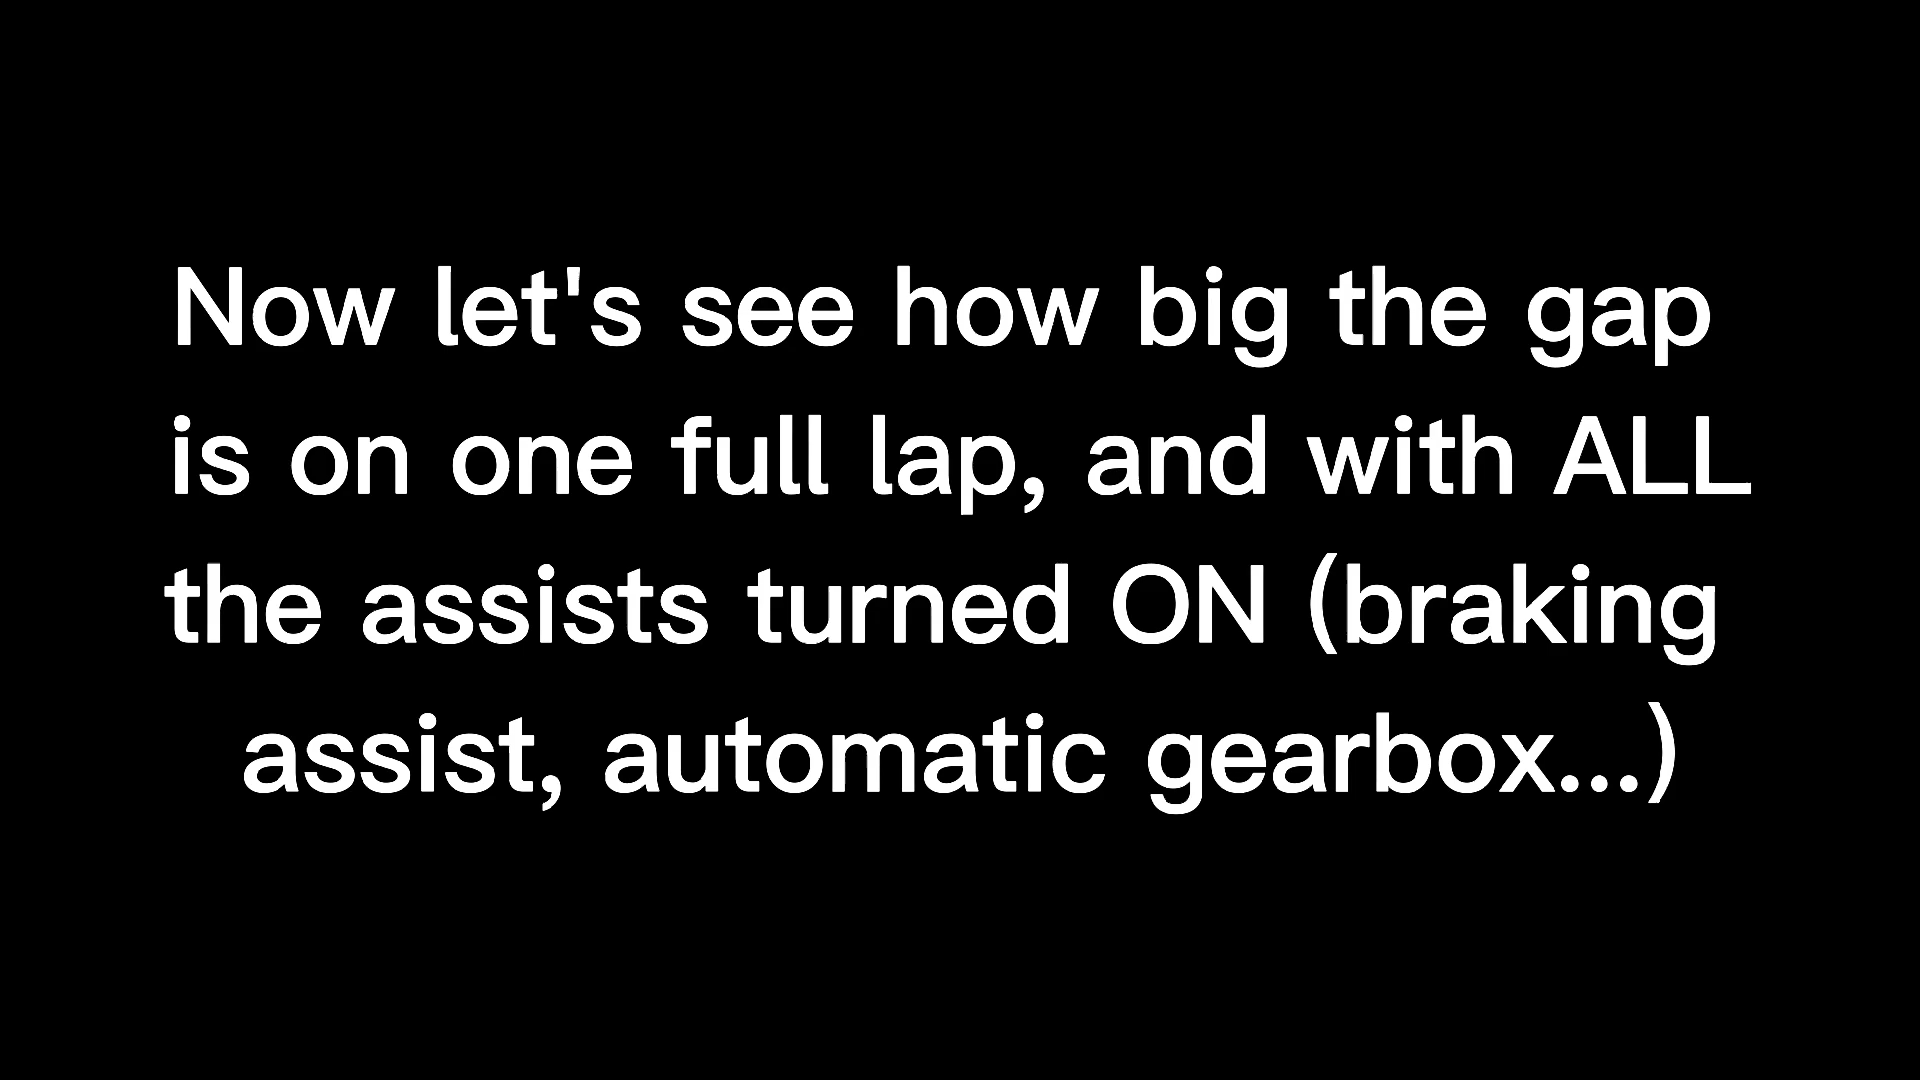 Now let's see how big the gap
is on one full lap, and with ALL
the assists turned ON (braking
assist, automatic gearbox...)